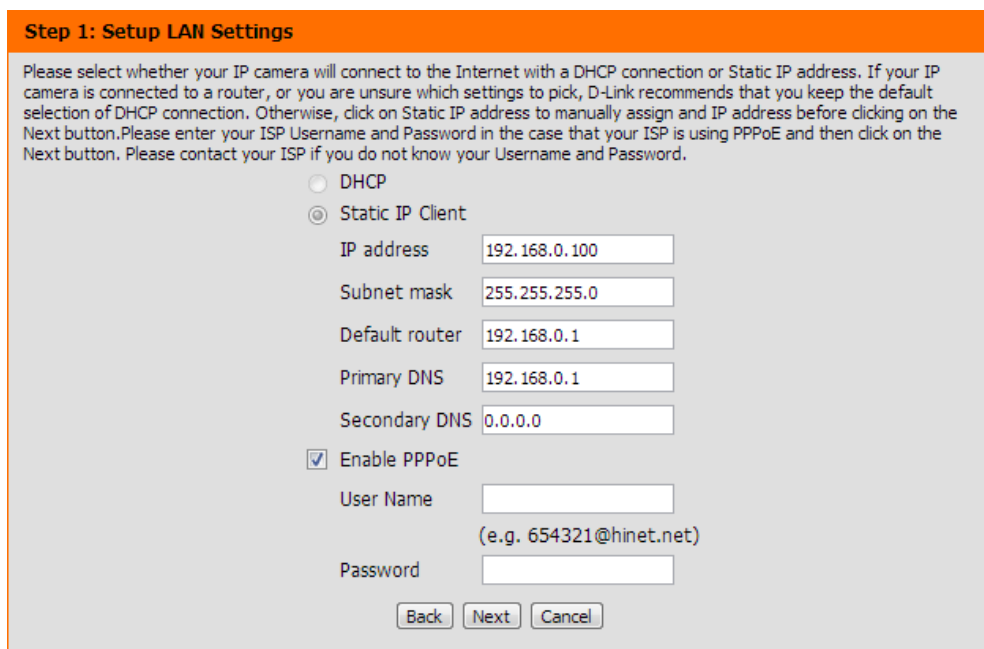 Step 1: Setup LAN Settings
Please select whether your IP camera will connect to the Internet with a DHCP connection or Static IP address. If your IP
camera is connected to a router, or you are unsure which settings to pick, D-Link recommends that you keep the default
selection of DHCP connection. Otherwise, click on Static IP address to manually assign and IP address before clicking on the
Next button.Please enter your ISP Username and Password in the case that your ISP is using PPPoE and then click on the
Next button. Please contact your ISP if you do not know your Username and Password.
DHCP
Static IP Client
IP address 192.168.0.100
Subnet mask 255.255.255.0
Default router 192.168.0.1
Primary DNS 192.168.0.1
Secondary DNS 0.0.0.0
Enable PPPoE
User Name
(e.g. 654321@hinet.net)
Password
Back Next Cancel